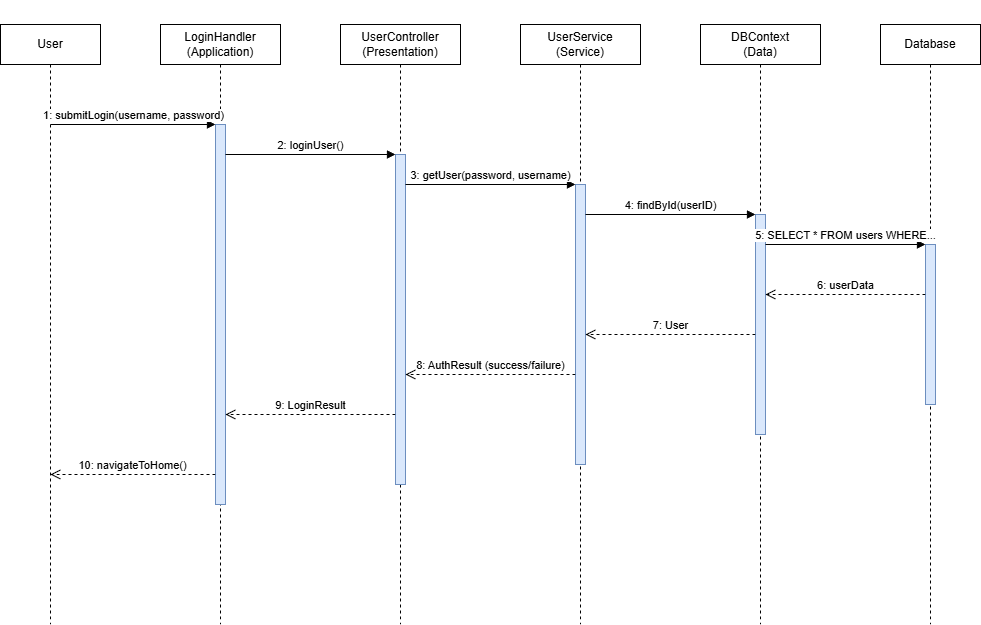 User
LoginHandler
(Application)
UserController
(Presentation)
UserService
(Service)
DBContext
(Data)
Database
1: submitLogin(username, password)
2: loginUser()
3: getUser(password, username)
4: findById(userID)
5: SELECT * FROM users WHERE...
6: userData
7: User
8: AuthResult (success/failure)
9: LoginResult
10: navigateToHome()